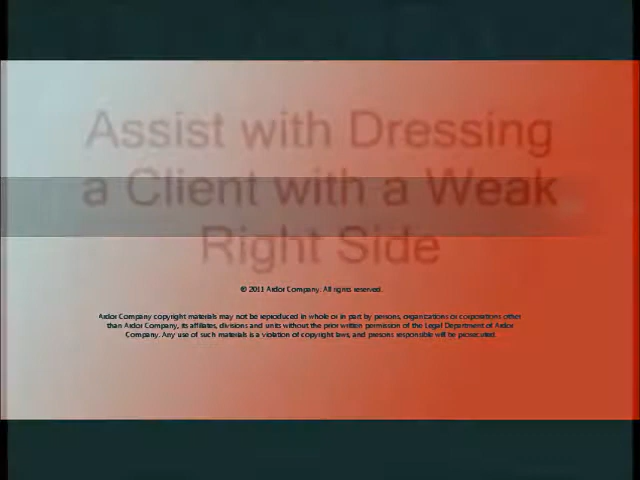 Assist with Dressing
a Client with a Weak
Right Side
© 2011 Ardor Company. All rights reserved.
Ardor Company copyright materials may not be reproduced in whole or in part by persons, organizations or corporations other
than Ardor Company, its affiliates, divisions and units without the prior written permission of the Legal Department of Ardor
Company. Any use of such materials is a violation of copyright laws, and persons responsible will be prosecuted.